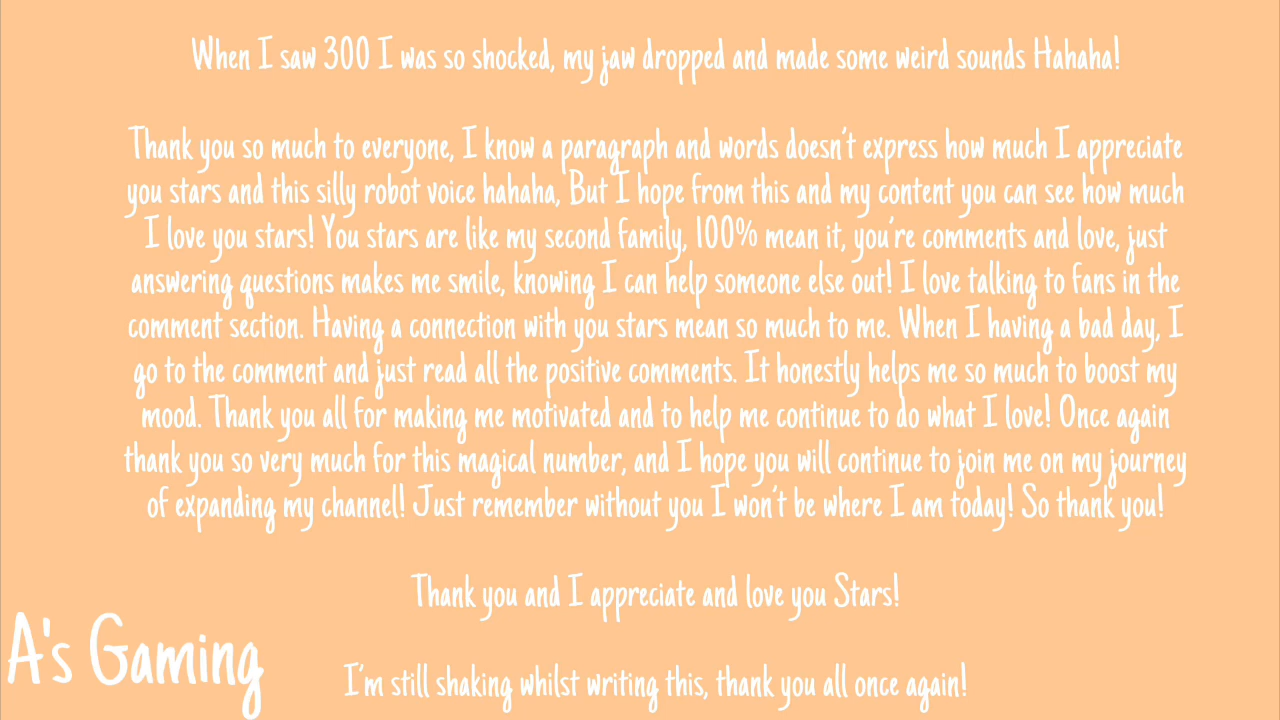 When I saw 300 I was so shocked, my jaw dropped and made some weird sounds Hahaha!
Thank you so much to everyone, I know a paragraph and words doesn't express how much I appreciate
you stars and this silly robot voice hahaha, But I hope from this and my content you can see how much
I love you stars! You stars are like my second family, 100% mean it, you're comments and love, just
answering questions makes me smile, knowing I can help someone else out! I love talking to fans in the
comment section. Having a connection with you stars mean so much to me. When I having a bad day, I
go to the comment and just read all the positive comments. It honestly helps me so much to boost my
mood. Thank you all for making me motivated and to help me continue to do what I love! Once again
thank you so very much for this magical number, and I hope you will continue to join me on my journey
of expanding my channel! Just remember without you I won't be where I am today! So thank you!
Thank you and I appreciate and love you Stars!
I'm still shaking whilst writing this, thank you all once again!
A's Gaming